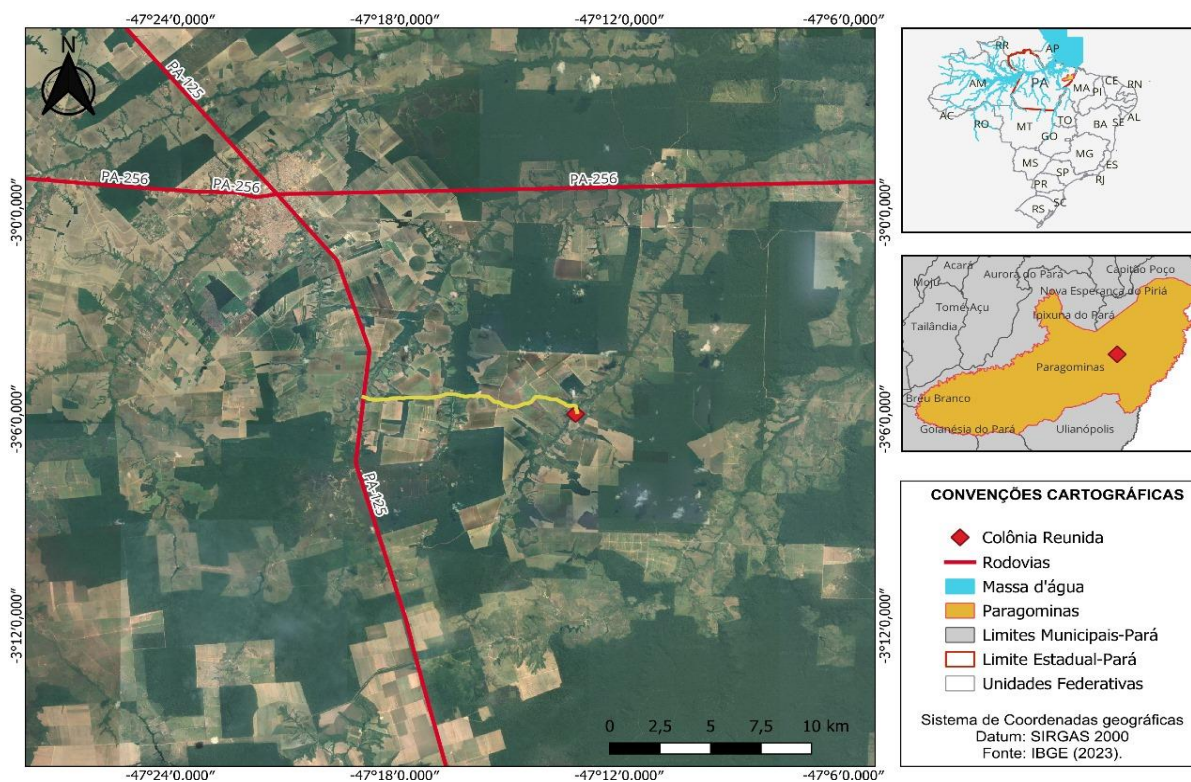 -47°24'0,000"
-47°18'0,000"
-47°12'0,000"
-47°6'0,000"
N
PA-125
PA-256
PA-256
PA-256
-3°0'0,000"
-3°0'0,000"
-3°6'0,000"
-3°6'0,000"
PA-125
-3°12'0,000"
-3°12'0,000"
0 2,5 5 7,5 10 km
-47°24'0,000"
-47°18'0,000"
-47°12'0,000"
-47°6'0,000"
RR
AP
AM
PA
MA
CE
RN
PI
AC
RO
TO
AL
MT
BA
SE
GO
MG
MS
ES
SP
RJ
PR
SC
RS
Acará
Aurora do Pará
Capitão Poço
Moju
Nova Esperança do Piriá
Tomé-Açu
Ipixuna do Pará
Tailândia
Paragominas
Breu Branco
Goianésia do Pará
Ulianópolis
CONVENÇÕES CARTOGRÁFICAS
Colônia Reunida
Rodovias
Massa d'água
Paragominas
Limites Municipais-Pará
Limite Estadual-Pará
Unidades Federativas
Sistema de Coordenadas geográficas
Datum: SIRGAS 2000
Fonte: IBGE (2023).